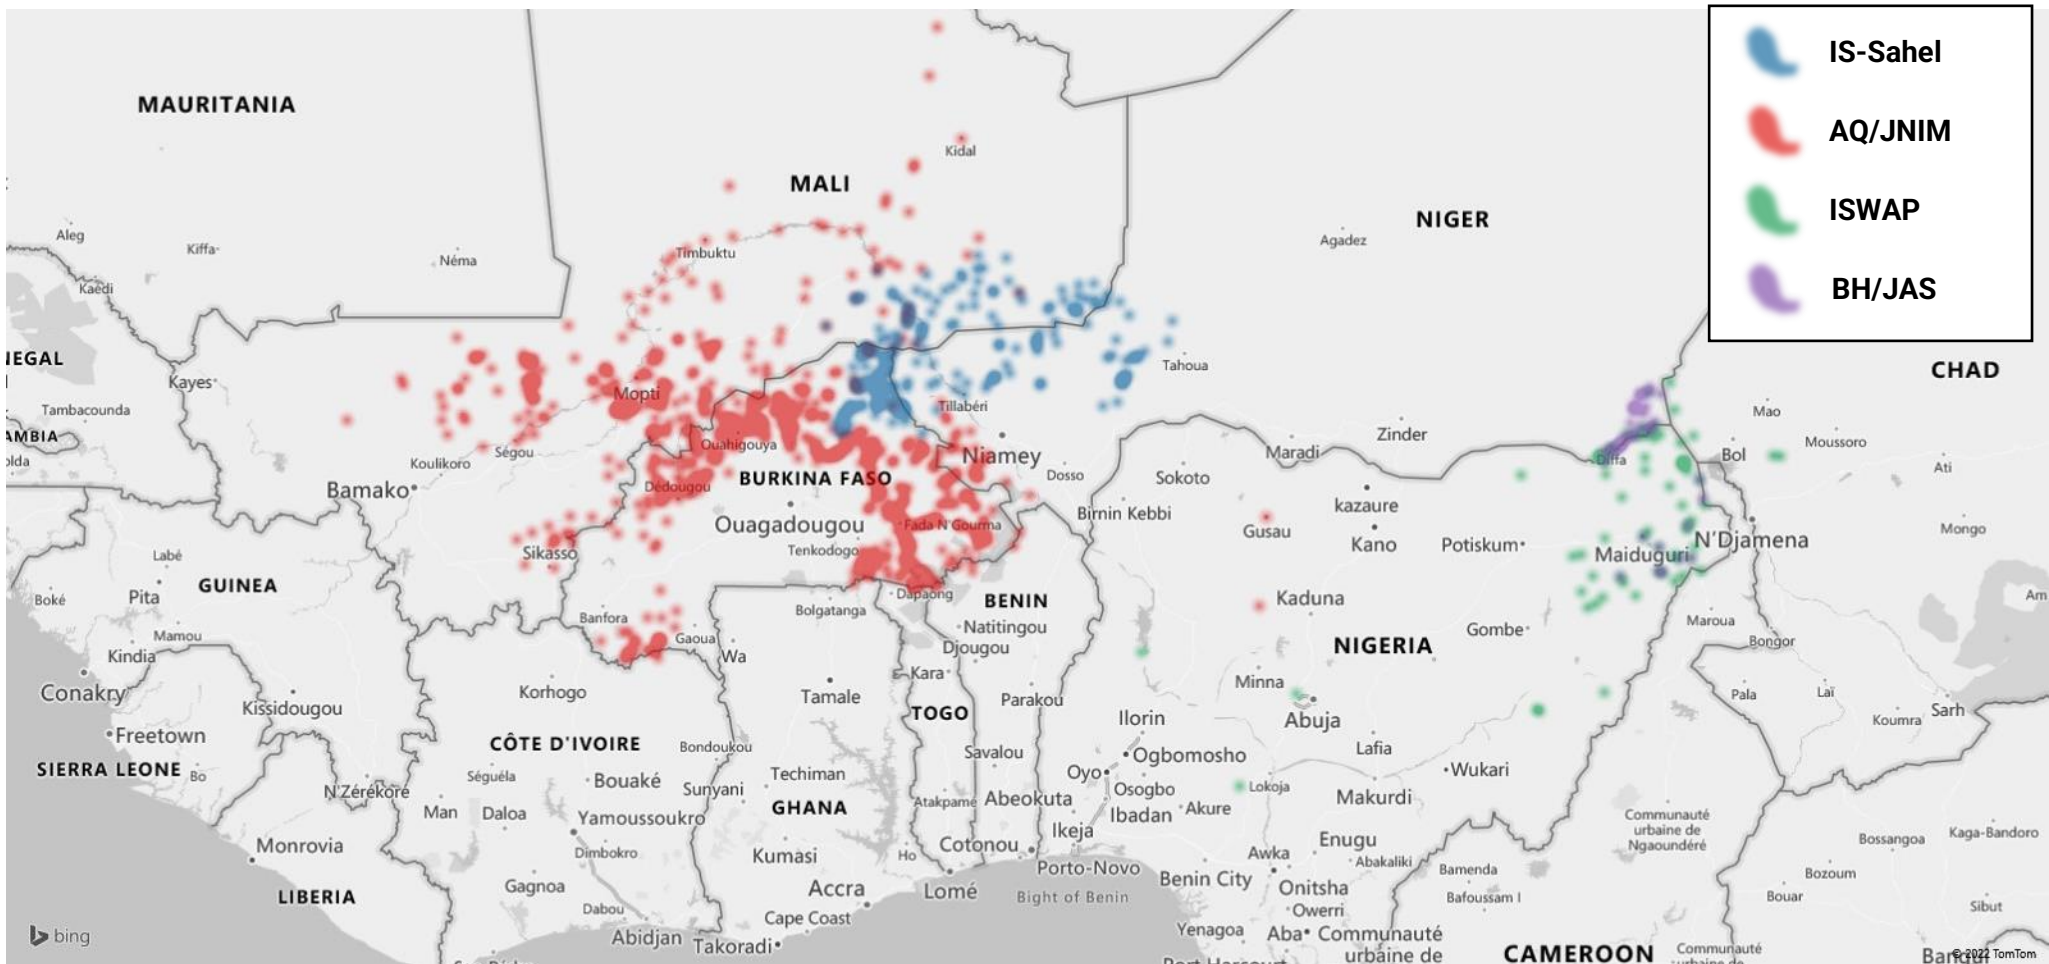 IS-Sahel
AQ/JNIM
ISWAP
BH/JAS
MAURITANIA
Kidal
MALI
NIGER
Aleg
Kiffa
Néma
Timbuktu
Agadez
Kaedi
Tahoua
CHAD
Kayes
Mopti
Tillabéri
Tambacounda
Mao
Zinder
Moussoro
Ouahigouya
Ségou
Koulikoro
Niamey
Maradi
Bol
Diffa
Ati
BURKINA FASO
Dosso
Sokoto
Bamako
Dédougou
Birnin Kebbi
kazaure
Ouagadougou
Fada N'Gourma
Gusau
Kano
Potiskum
Maiduguri
N'Djamena
Mongo
Sikasso
Tenkodogo
Labé
GUINEA
Pita
Boké
Dapaong
BENIN
Kaduna
Am
Banfora
Bolgatanga
Natitingou
Maroua
Mamou
Gaoua
Djougou
NIGERIA
Gombe
Bongor
Kindia
Wa
Kara
Conakry
Korhogo
Tamale
Parakou
Minna
Pala
Laï
Kissidougou
TOGO
Ilorin
Abuja
Koumra
Sarh
Freetown
CÔTE D'IVOIRE
Bondoukou
Savalou
Ogbomosho
Lafia
SIERRA LEONE
Bo
Séguéla
Bouaké
Techiman
Oyo
Wukari
N'Zérékoré
Sunyani
Osogbo
Lokoja
Makurdi
Man
Daloa
Yamoussoukro
GHANA
Atakpamé
Abeokuta
Ibadan
Akure
Communauté
urbaine de
Ngaoundéré
Monrovia
Dimbokro
Kumasi
Ho
Cotonou
Ikeja
Enugu
Bossangoa
Kaga-Bandoro
Awka
Abakaliki
Porto-Novo
Benin City
Bamenda
Bozoum
LIBERIA
Gagnoa
Accra
Lomé
Bight of Benin
Onitsha
Bafoussam I
Bouar
Dabou
Cape Coast
Owerri
Sibut
bing
Abidjan
Takoradi
Yenagoa
Aba
Communauté
urbaine de
CAMEROON
Communauté
© 2022 TomTom